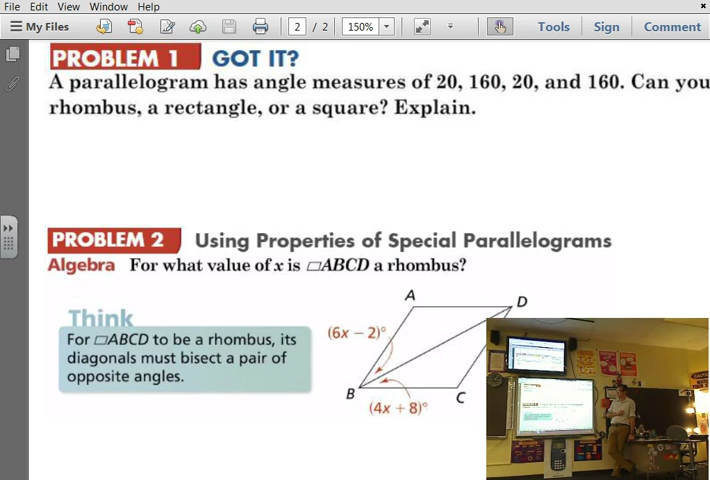 File Edit View Window Help
My Files 2 / 2 150% Tools Sign Comment
PROBLEM 1 GOT IT?
A parallelogram has angle measures of 20, 160, 20, and 160. Can you
rhombus, a rectangle, or a square? Explain.
PROBLEM 2 Using Properties of Special Parallelograms
Algebra For what value of x is ▱ABCD a rhombus?
Think
For ▱ABCD to be a rhombus, its
diagonals must bisect a pair of
opposite angles.
A
D
(6x − 2)°
B
C
(4x + 8)°